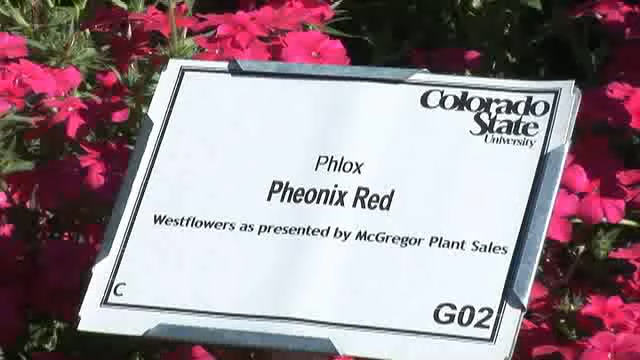 Colorado
State
University
Phlox
Pheonix Red
Westflowers as presented by McGregor Plant Sales
C
G02